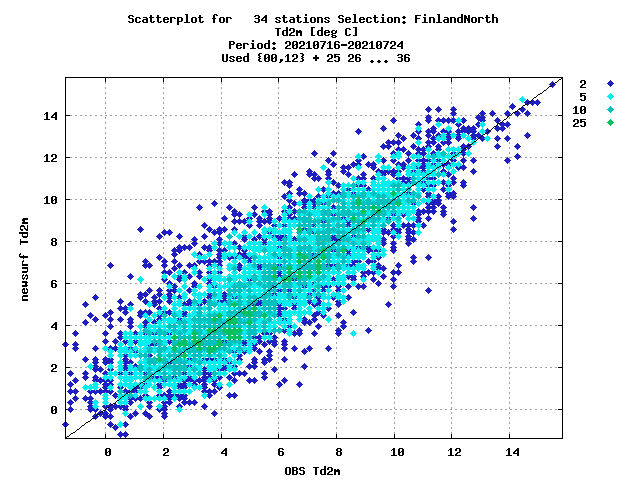 Scatterplot for   34 stations Selection: FinlandNorth
Td2m [deg C]
Period: 20210716-20210724
Used {00,12} + 25 26 ... 36
2
5
10
25
14
12
10
8
6
4
2
0
newsurf Td2m
0 2 4 6 8 10 12 14
OBS Td2m